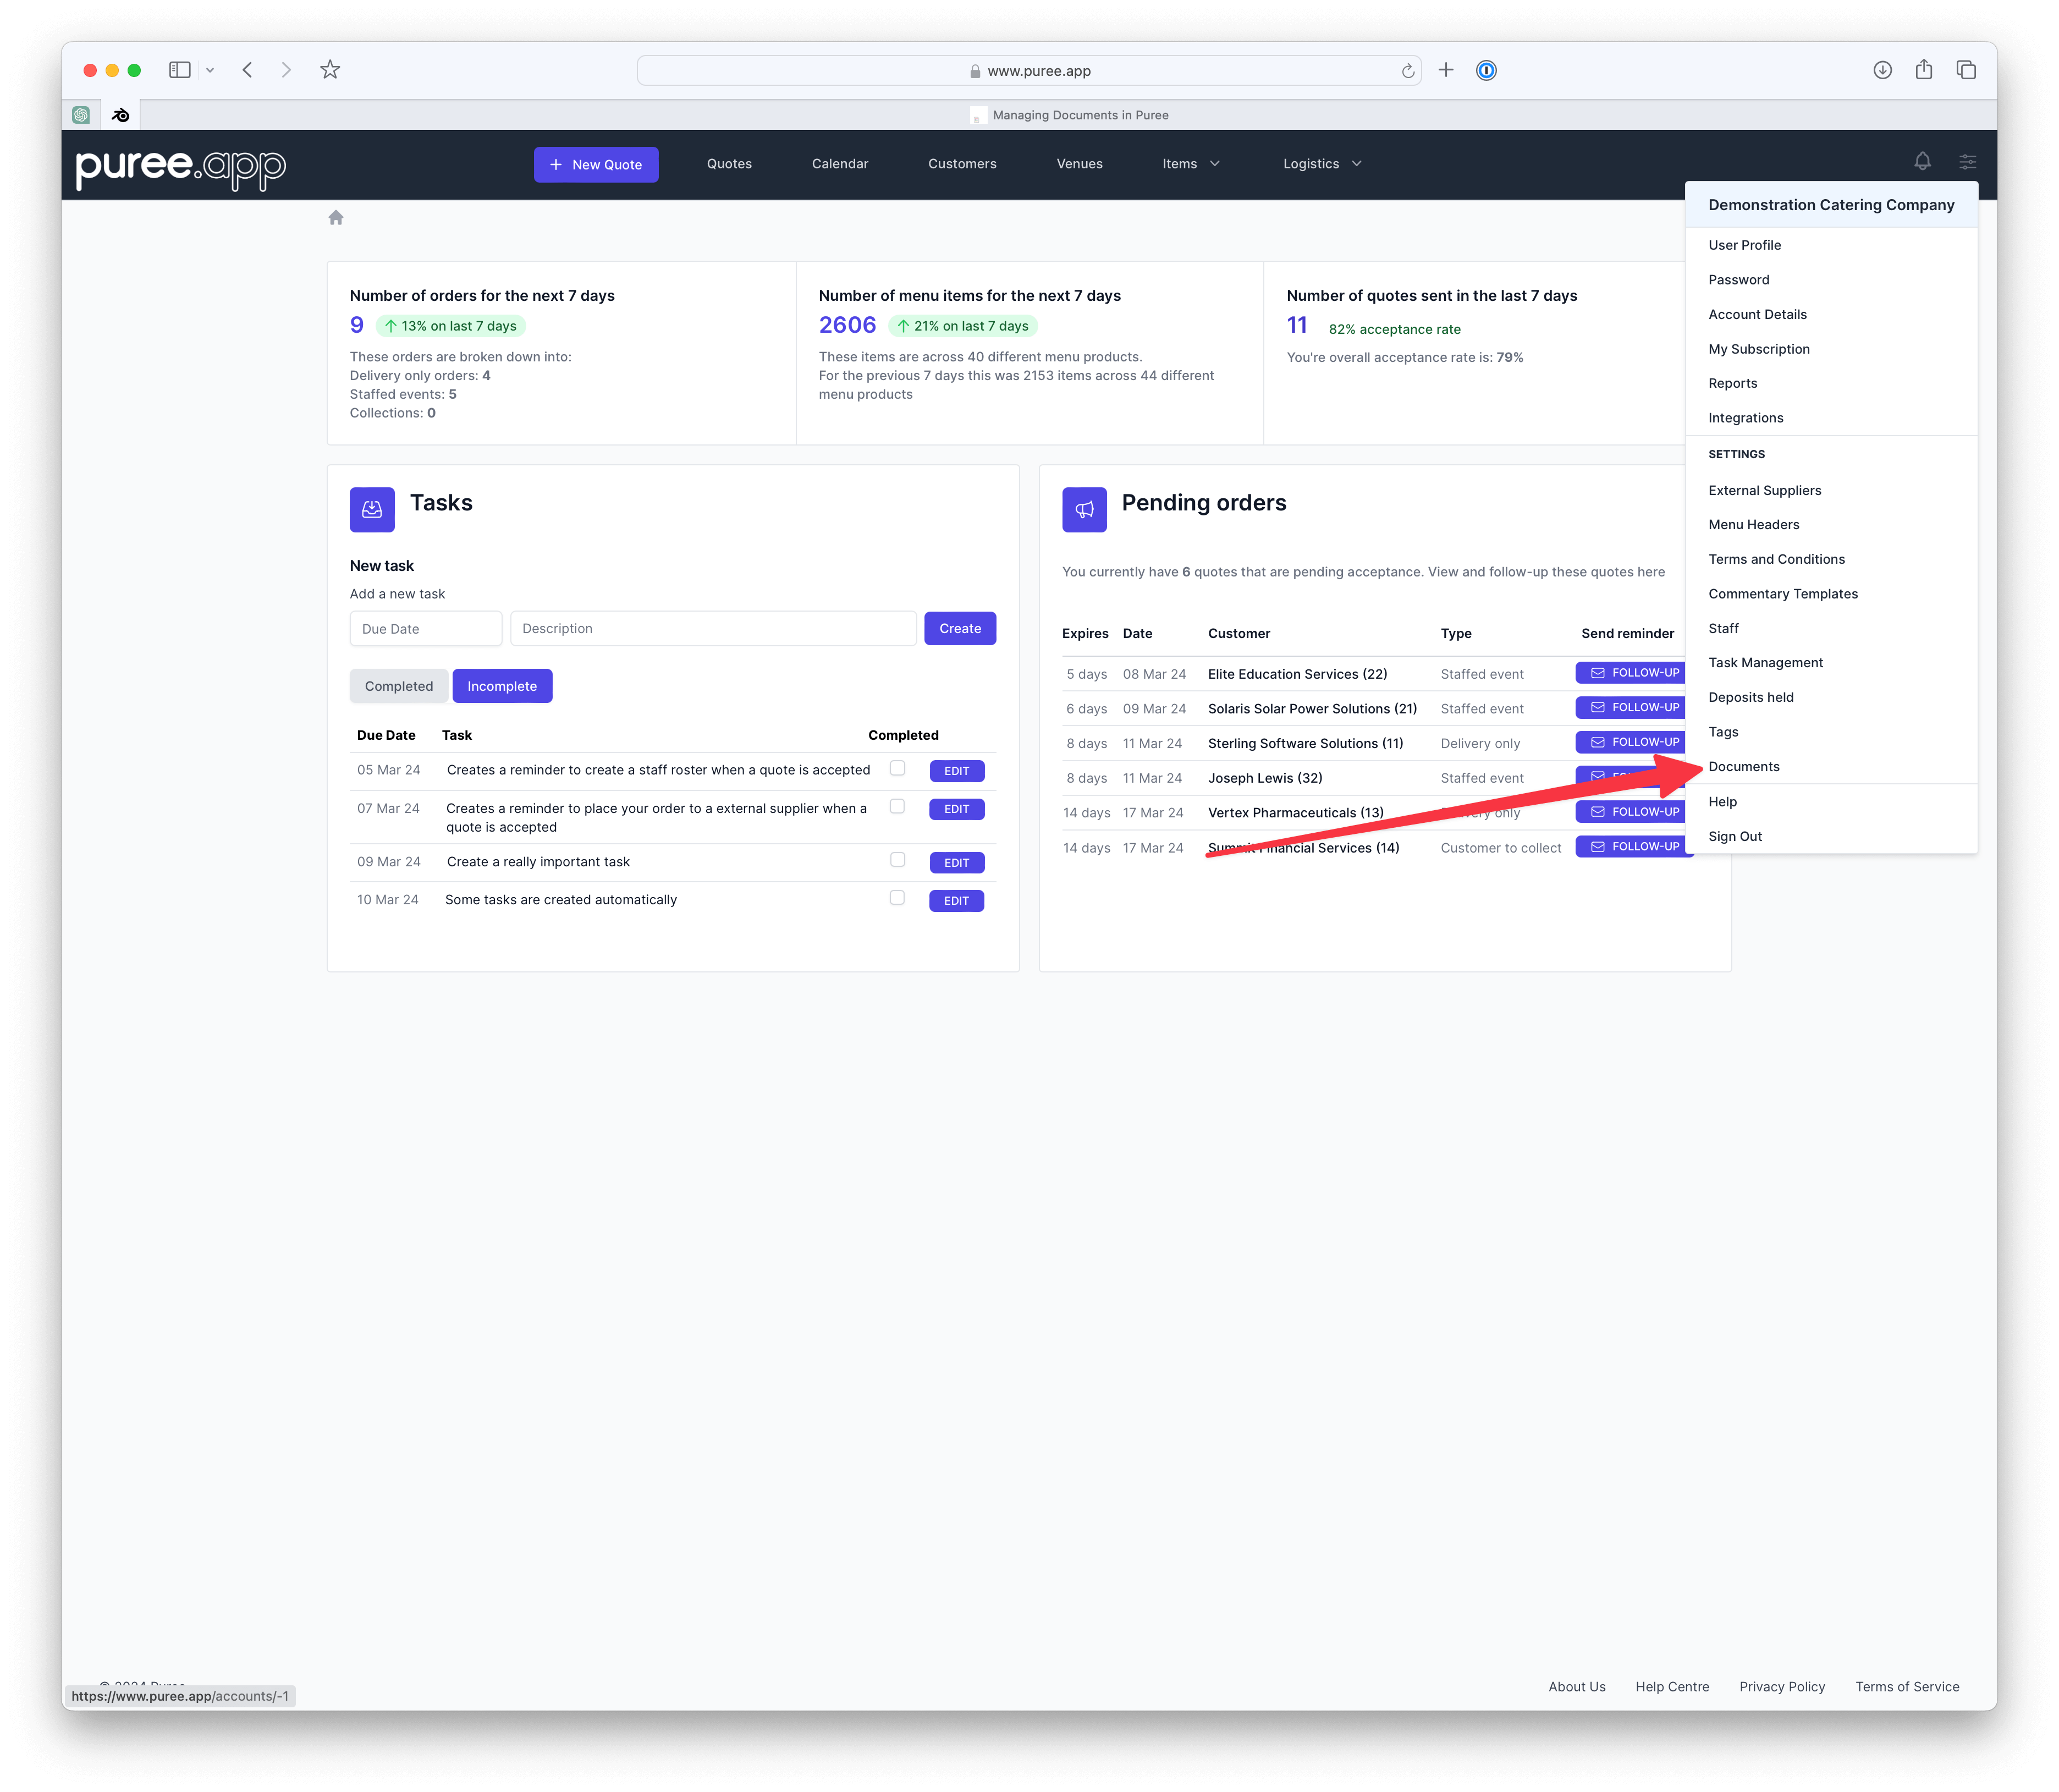 www.puree.app
Managing Documents in Puree
puree.app
New Quote
Quotes
Calendar
Customers
Venues
Items
Logistics
Demonstration Catering Company
User Profile
Password
Account Details
My Subscription
Reports
Integrations
SETTINGS
External Suppliers
Menu Headers
Terms and Conditions
Commentary Templates
Staff
Task Management
Deposits held
Tags
Documents
Help
Sign Out
Number of orders for the next 7 days
9 13% on last 7 days
These orders are broken down into:
Delivery only orders: 4
Staffed events: 5
Collections: 0
Number of menu items for the next 7 days
2606 21% on last 7 days
These items are across 40 different menu products.
For the previous 7 days this was 2153 items across 44 different
menu products
Number of quotes sent in the last 7 days
11 82% acceptance rate
You're overall acceptance rate is: 79%
Tasks
New task
Add a new task
Due Date Description Create
Completed Incomplete
Due Date Task Completed
05 Mar 24 Creates a reminder to create a staff roster when a quote is accepted EDIT
07 Mar 24 Creates a reminder to place your order to a external supplier when a EDIT
quote is accepted
09 Mar 24 Create a really important task EDIT
10 Mar 24 Some tasks are created automatically EDIT
Pending orders
You currently have 6 quotes that are pending acceptance. View and follow-up these quotes here
Expires Date Customer Type Send reminder
5 days 08 Mar 24 Elite Education Services (22) Staffed event FOLLOW-UP
6 days 09 Mar 24 Solaris Solar Power Solutions (21) Staffed event FOLLOW-UP
8 days 11 Mar 24 Sterling Software Solutions (11) Delivery only FOLLOW-UP
8 days 11 Mar 24 Joseph Lewis (32) Staffed event
14 days 17 Mar 24 Vertex Pharmaceuticals (13) Delivery only FOLLOW-UP
14 days 17 Mar 24 Summit Financial Services (14) Customer to collect FOLLOW-UP
© 2024 Puree
https://www.puree.app/accounts/-1
About Us
Help Centre
Privacy Policy
Terms of Service